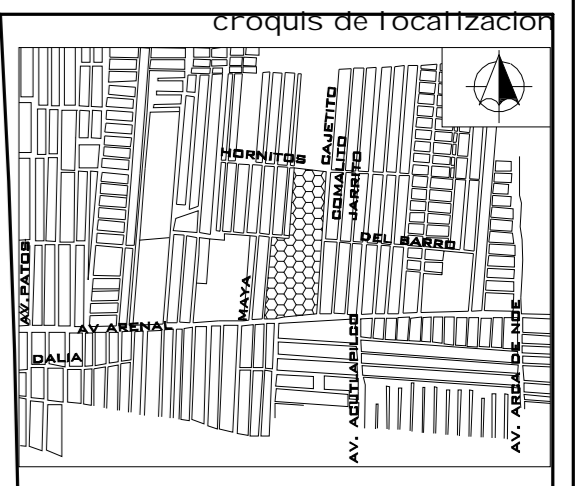 croquis de localizacion
HORNITOS
CAJETITO
COMALITO
JARRITO
DEL BARRO
AV. PATOS
MAYA
AV ARENAL
DALIA
AV. ACUTLAPILCO
AV. ARCA DE NOE